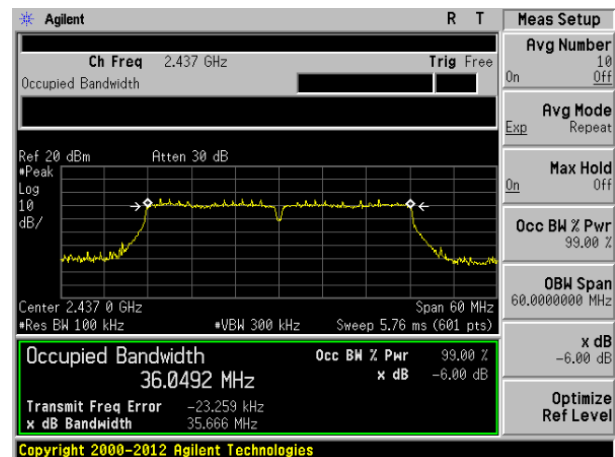 Agilent R T Meas Setup
Ch Freq 2.437 GHz Trig Free
Occupied Bandwidth
Avg Number
10
On Off
Avg Mode
Exp Repeat
Max Hold
On Off
Occ BW % Pwr
99.00 %
OBW Span
60.0000000 MHz
x dB
-6.00 dB
Optimize
Ref Level
Ref 20 dBm Atten 30 dB
#Peak
Log
10
dB/
Center 2.437 0 GHz Span 60 MHz
#Res BW 100 kHz #VBW 300 kHz Sweep 5.76 ms (601 pts)
Occupied Bandwidth Occ BW % Pwr 99.00 %
36.0492 MHz x dB -6.00 dB
Transmit Freq Error -23.259 kHz
x dB Bandwidth 35.666 MHz
Copyright 2000-2012 Agilent Technologies